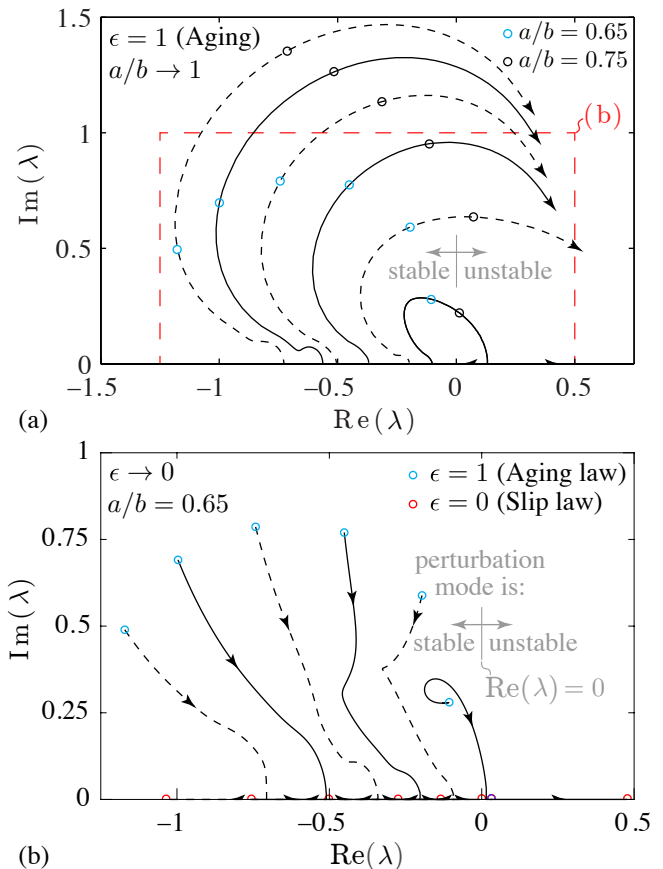 1.5
ϵ = 1 (Aging)
a/b → 1
a/b = 0.65
a/b = 0.75
(b)
1
Im(λ)
0.5
stable
unstable
0
−1.5
−1
−0.5
0
0.5
(a)
Re(λ)
1
ϵ → 0
a/b = 0.65
ϵ = 1 (Aging law)
ϵ = 0 (Slip law)
0.75
perturbation
mode is:
Im(λ)
0.5
stable
unstable
Re(λ) = 0
0.25
0
−1
−0.5
0
0.5
(b)
Re(λ)